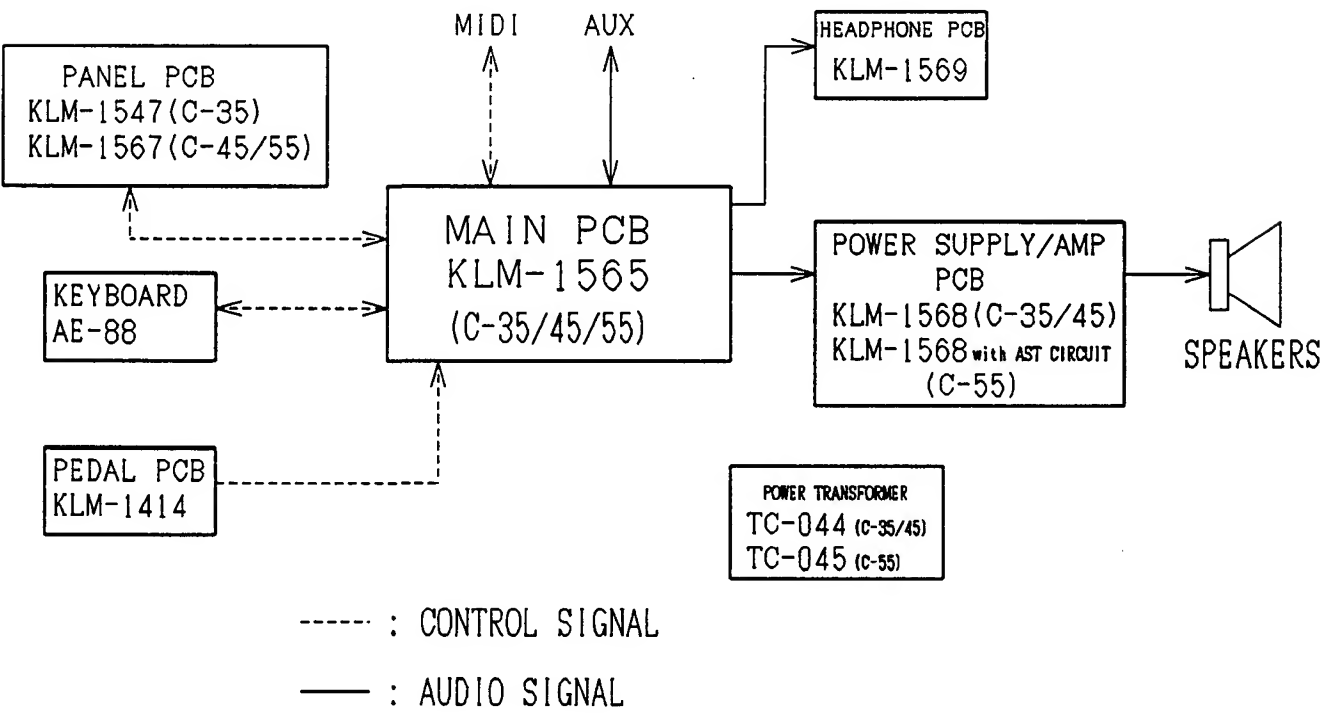 MIDI
AUX
HEADPHONE PCB
KLM-1569
PANEL PCB
KLM-1547(C-35)
KLM-1567(C-45/55)
MAIN PCB
KLM-1565
(C-35/45/55)
POWER SUPPLY/AMP
PCB
KLM-1568(C-35/45)
KLM-1568 with AST CIRCUIT
(C-55)
SPEAKERS
KEYBOARD
AE-88
PEDAL PCB
KLM-1414
POWER TRANSFORMER
TC-044 (C-35/45)
TC-045 (C-55)
----- : CONTROL SIGNAL
—— : AUDIO SIGNAL